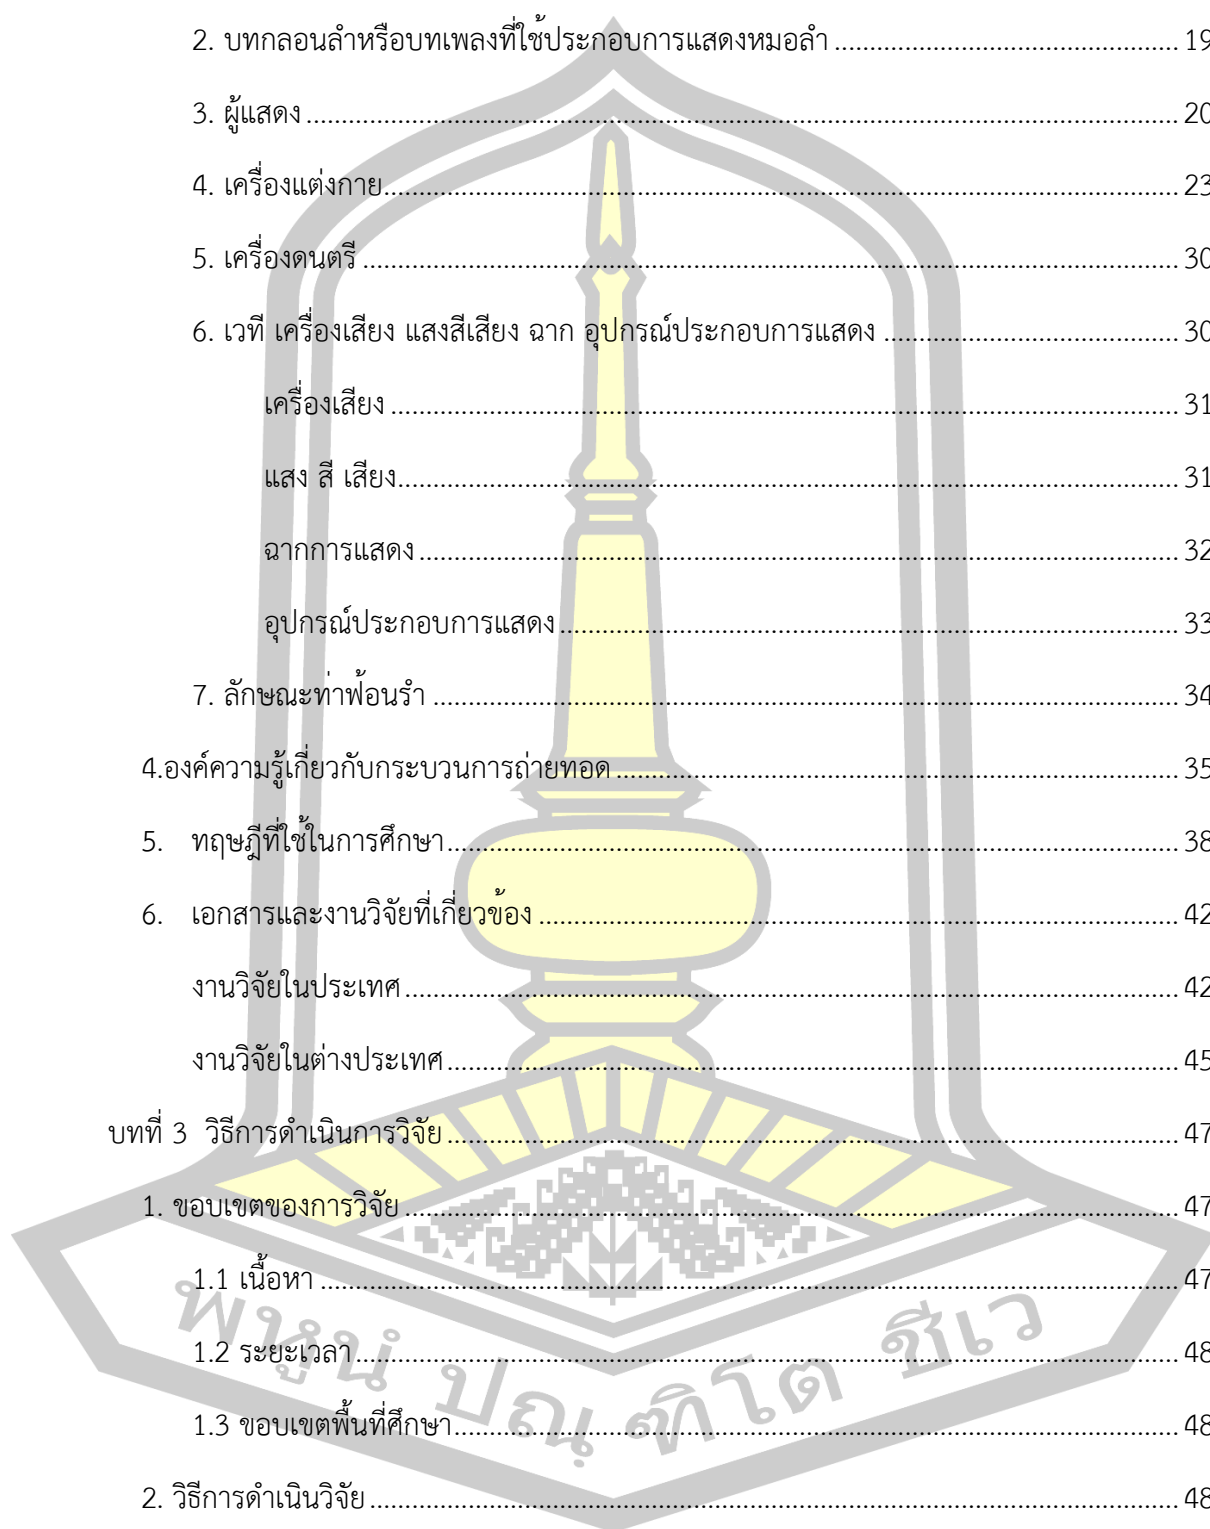 2. บทกลอนลำหรือบทเพลงที่ใช้ประกอบการแสดงหมอลำ ........ 19
3. ผู้แสดง ........ 20
4. เครื่องแต่งกาย ........ 23
5. เครื่องดนตรี ........ 30
6. เวที เครื่องเสียง แสงสีเสียง ฉาก อุปกรณ์ประกอบการแสดง ........ 30
เครื่องเสียง ........ 31
แสง สี เสียง ........ 31
ฉากการแสดง ........ 32
อุปกรณ์ประกอบการแสดง ........ 33
7. ลักษณะท่าฟ้อนรำ ........ 34
4.องค์ความรู้เกี่ยวกับกระบวนการถ่ายทอด ........ 35
5. ทฤษฎีที่ใช้ในการศึกษา ........ 38
6. เอกสารและงานวิจัยที่เกี่ยวข้อง ........ 42
งานวิจัยในประเทศ ........ 42
งานวิจัยในต่างประเทศ ........ 45
บทที่ 3 วิธีการดำเนินการวิจัย ........ 47
1. ขอบเขตของการวิจัย ........ 47
1.1 เนื้อหา ........ 47
1.2 ระยะเวลา ........ 48
1.3 ขอบเขตพื้นที่ศึกษา ........ 48
2. วิธีการดำเนินวิจัย ........ 48
พหูนํ ปณฺฑิโต ชีเว